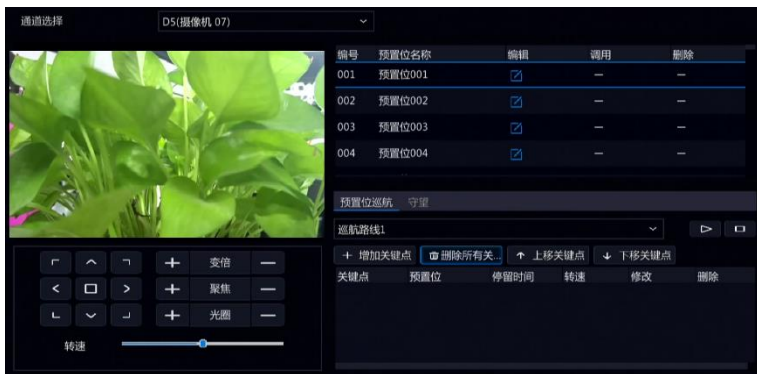 通道选择 D5(摄像机 07)
编号 预置位名称 编辑 调用 删除
001 预置位001 — —
002 预置位002 — —
003 预置位003 — —
004 预置位004 — —
预置位巡航 守望
巡航路线1
+ 增加关键点 删除所有关... ↑ 上移关键点 ↓ 下移关键点
关键点 预置位 停留时间 转速 修改 删除
+ 变倍 —
+ 聚焦 —
+ 光圈 —
转速